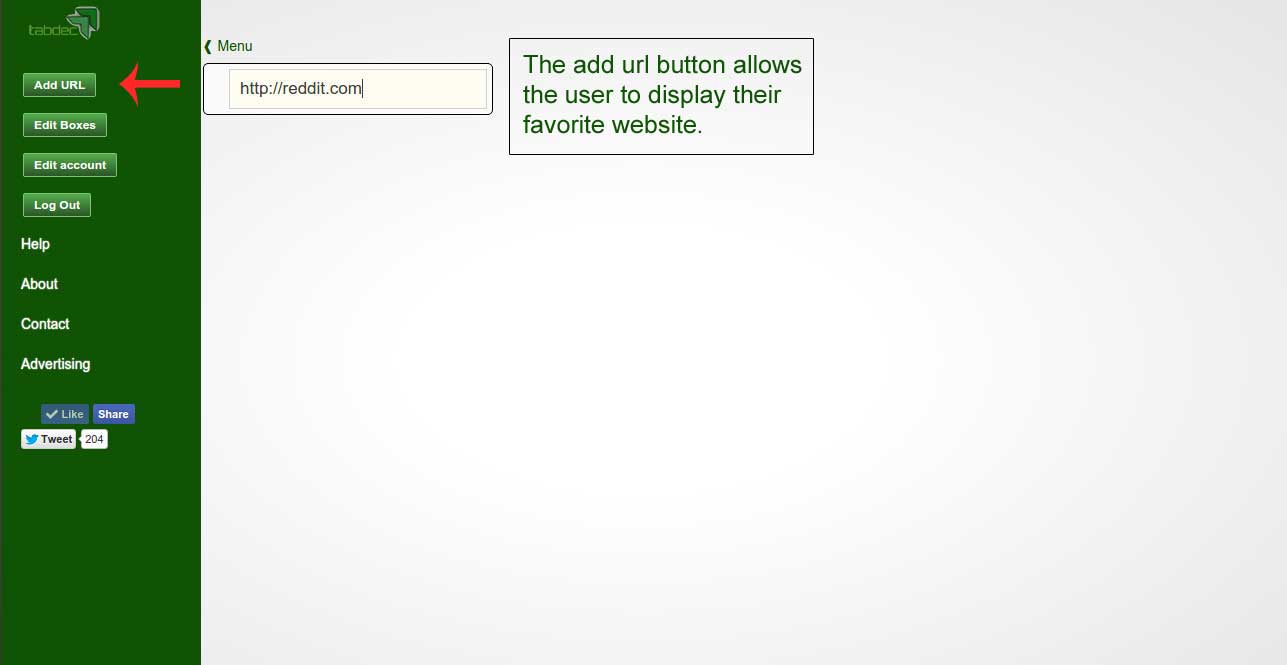 tabdec
Add URL
Edit Boxes
Edit account
Log Out
Help
About
Contact
Advertising
Like Share
Tweet 204
❰ Menu
http://reddit.com
The add url button allows
the user to display their
favorite website.